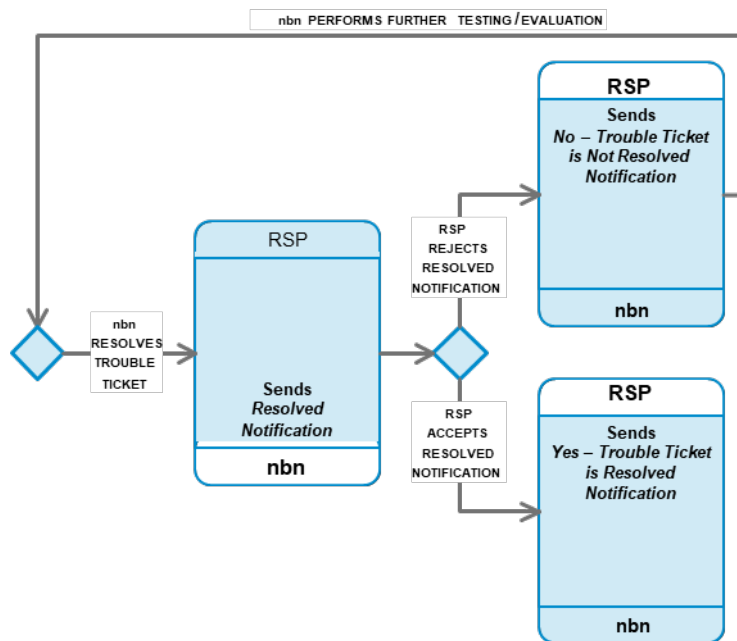 nbn PERFORMS FURTHER TESTING/EVALUATION
RSP
Sends
No – Trouble Ticket
is Not Resolved
Notification
nbn
RSP
REJECTS
RESOLVED
NOTIFICATION
RSP
Sends
Resolved
Notification
nbn
nbn
RESOLVES
TROUBLE
TICKET
RSP
ACCEPTS
RESOLVED
NOTIFICATION
RSP
Sends
Yes – Trouble Ticket
is Resolved
Notification
nbn